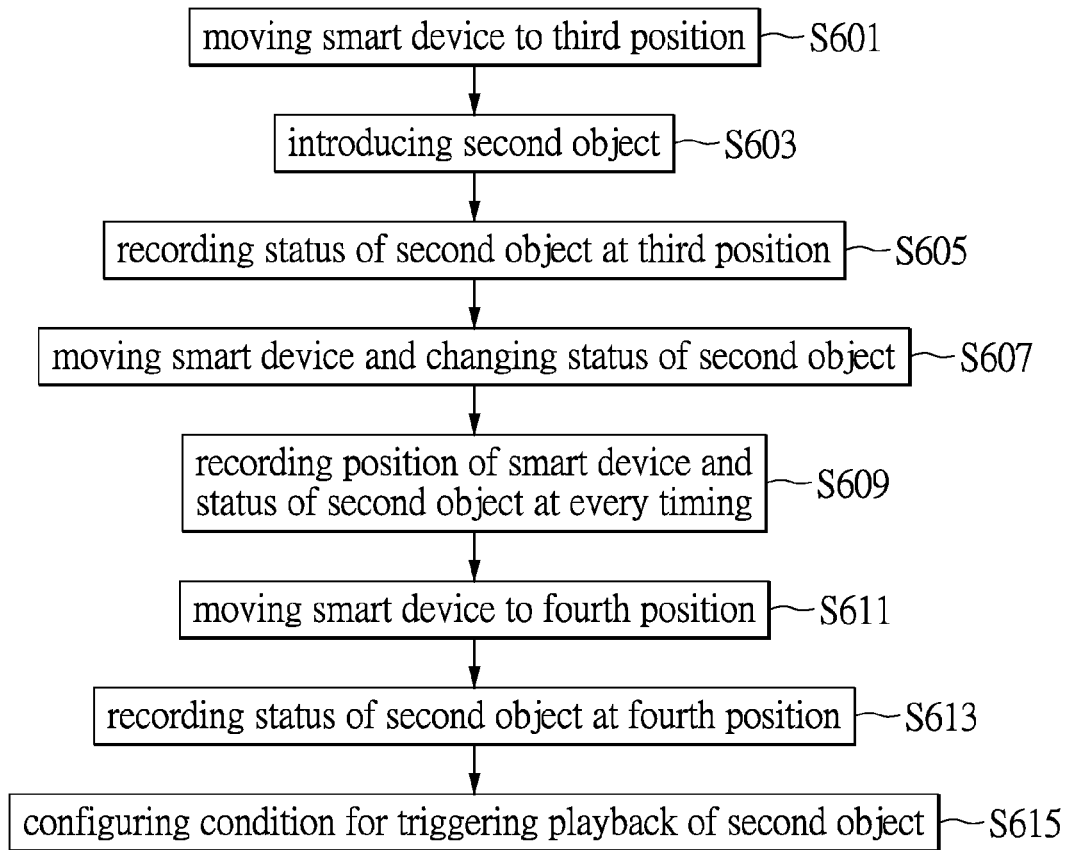 moving smart device to third position S601
introducing second object S603
recording status of second object at third position S605
moving smart device and changing status of second object S607
recording position of smart device and
status of second object at every timing S609
moving smart device to fourth position S611
recording status of second object at fourth position S613
configuring condition for triggering playback of second object S615